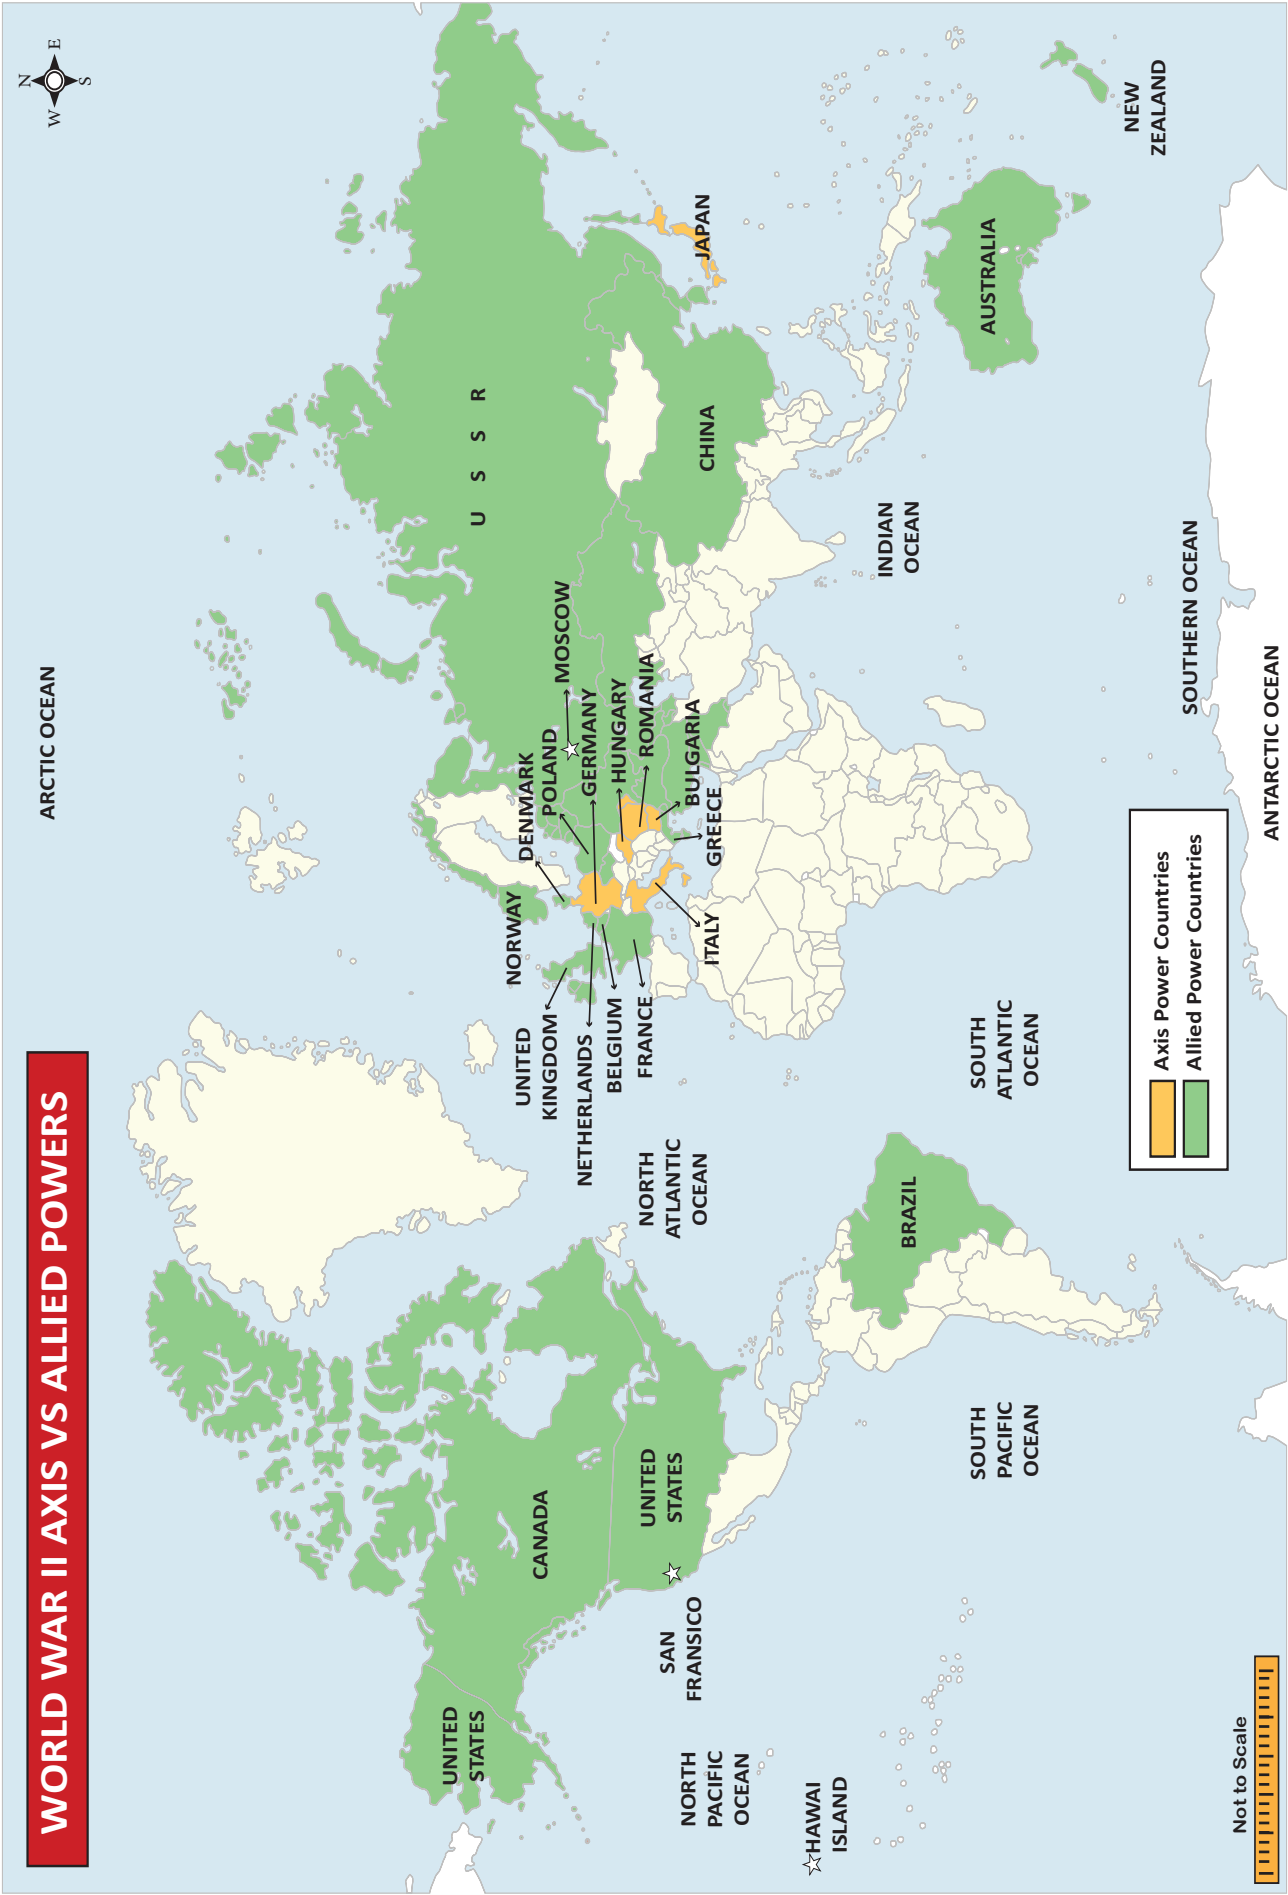 WORLD WAR II AXIS VS ALLIED POWERS
N
W
E
S
ARCTIC OCEAN
U S S R
MOSCOW
DENMARK
POLAND
GERMANY
HUNGARY
ROMANIA
BULGARIA
GREECE
ITALY
NORWAY
UNITED
KINGDOM
NETHERLANDS
BELGIUM
FRANCE
CHINA
JAPAN
CANADA
UNITED
STATES
UNITED
STATES
SAN
FRANSICO
NORTH
ATLANTIC
OCEAN
NORTH
PACIFIC
OCEAN
HAWAI
ISLAND
BRAZIL
INDIAN
OCEAN
AUSTRALIA
NEW
ZEALAND
SOUTH
PACIFIC
OCEAN
SOUTH
ATLANTIC
OCEAN
SOUTHERN OCEAN
ANTARCTIC OCEAN
Axis Power Countries
Allied Power Countries
Not to Scale